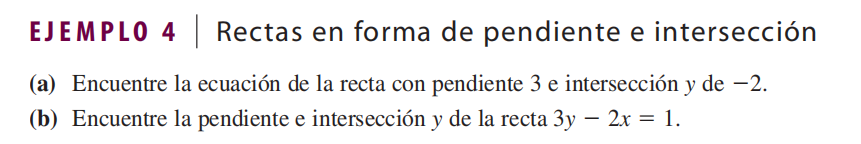 EJEMPLO 4 | Rectas en forma de pendiente e intersección
(a) Encuentre la ecuación de la recta con pendiente 3 e intersección y de −2.
(b) Encuentre la pendiente e intersección y de la recta 3y − 2x = 1.